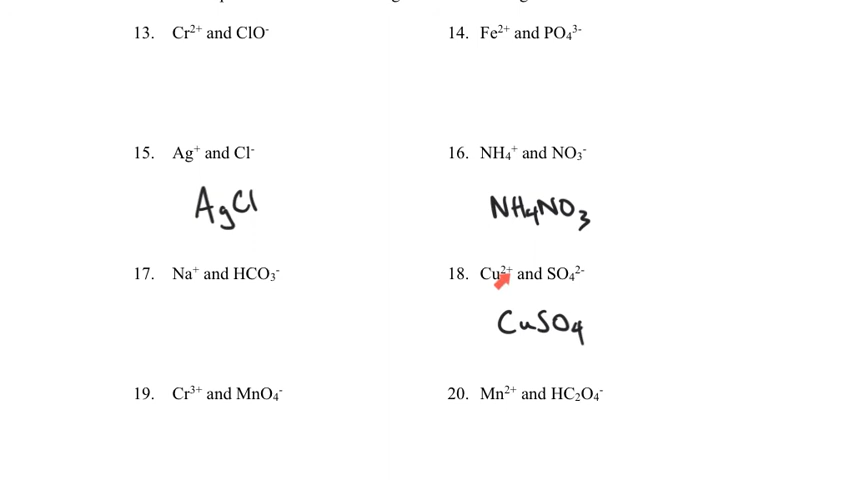 13. Cr²⁺ and ClO⁻
14. Fe²⁺ and PO₄³⁻
15. Ag⁺ and Cl⁻
16. NH₄⁺ and NO₃⁻
AgCl
NH₄NO₃
17. Na⁺ and HCO₃⁻
18. Cu²⁺ and SO₄²⁻
CuSO₄
19. Cr³⁺ and MnO₄⁻
20. Mn²⁺ and HC₂O₄⁻